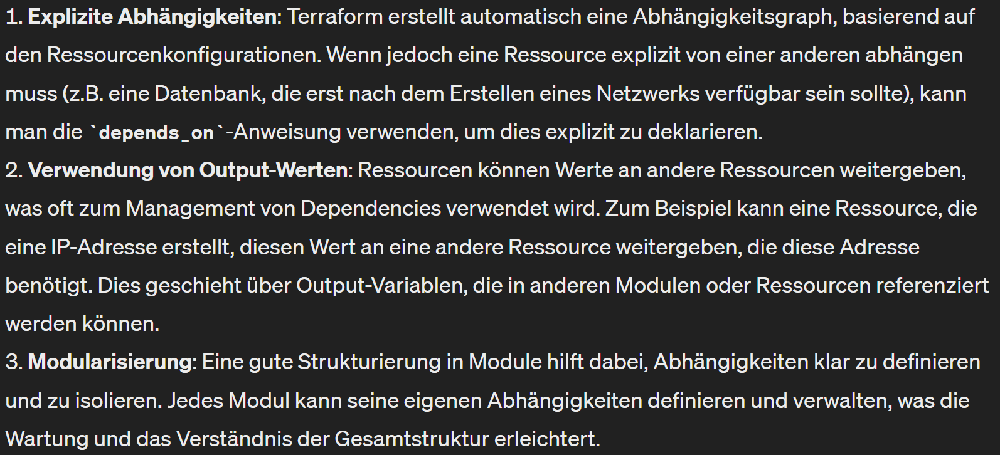 1. Explizite Abhängigkeiten: Terraform erstellt automatisch eine Abhängigkeitsgraph, basierend auf
den Ressourcenkonfigurationen. Wenn jedoch eine Ressource explizit von einer anderen abhängen
muss (z.B. eine Datenbank, die erst nach dem Erstellen eines Netzwerks verfügbar sein sollte), kann
man die `depends_on`-Anweisung verwenden, um dies explizit zu deklarieren.
2. Verwendung von Output-Werten: Ressourcen können Werte an andere Ressourcen weitergeben,
was oft zum Management von Dependencies verwendet wird. Zum Beispiel kann eine Ressource, die
eine IP-Adresse erstellt, diesen Wert an eine andere Ressource weitergeben, die diese Adresse
benötigt. Dies geschieht über Output-Variablen, die in anderen Modulen oder Ressourcen referenziert
werden können.
3. Modularisierung: Eine gute Strukturierung in Module hilft dabei, Abhängigkeiten klar zu definieren
und zu isolieren. Jedes Modul kann seine eigenen Abhängigkeiten definieren und verwalten, was die
Wartung und das Verständnis der Gesamtstruktur erleichtert.